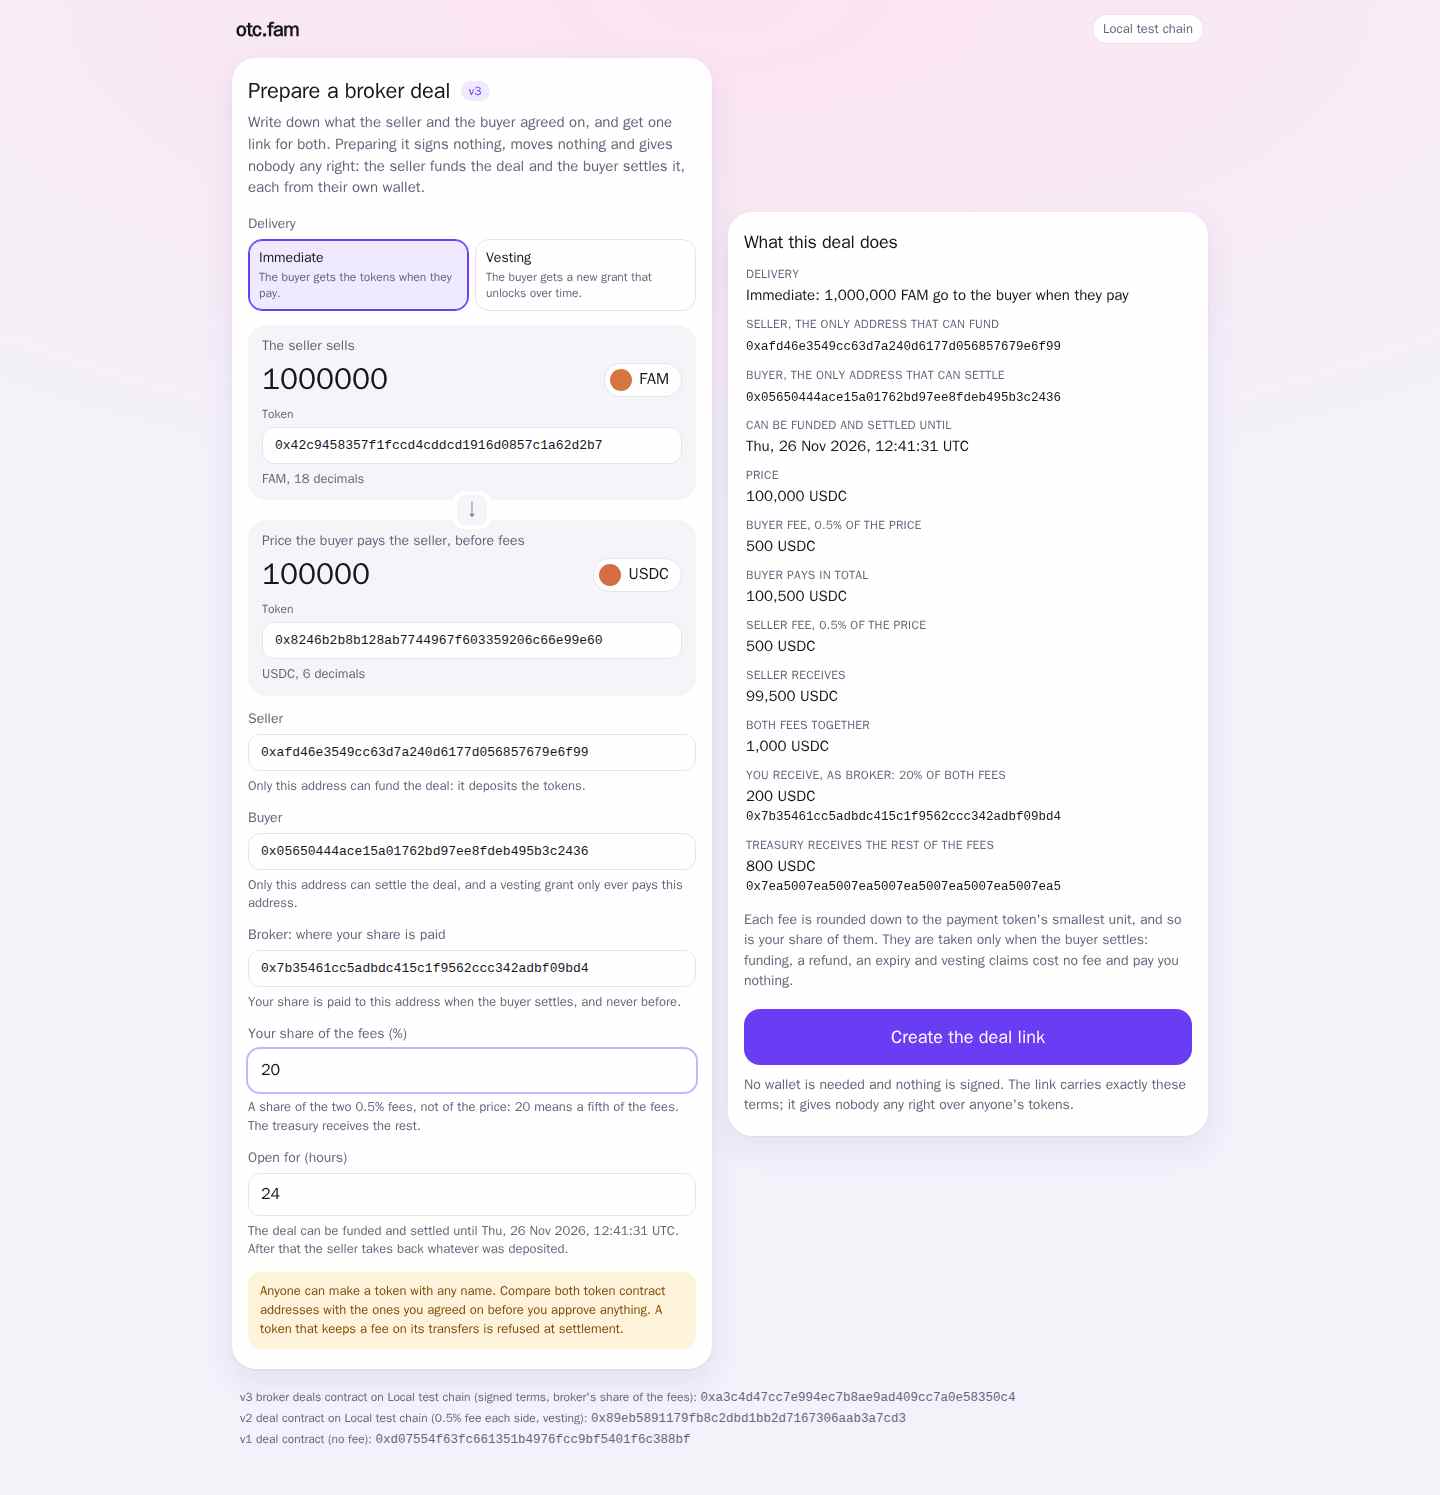 otc.fam
Local test chain
Prepare a broker deal v3
Write down what the seller and the buyer agreed on, and get one
link for both. Preparing it signs nothing, moves nothing and gives
nobody any right: the seller funds the deal and the buyer settles it,
each from their own wallet.
Delivery
Immediate
The buyer gets the tokens when they
pay.
Vesting
The buyer gets a new grant that
unlocks over time.
The seller sells
1000000
FAM
Token
0x42c9458357f1fccd4cddcd1916d0857c1a62d2b7
FAM, 18 decimals
↓
Price the buyer pays the seller, before fees
100000
USDC
Token
0x8246b2b8b128ab7744967f603359206c66e99e60
USDC, 6 decimals
Seller
0xafd46e3549cc63d7a240d6177d056857679e6f99
Only this address can fund the deal: it deposits the tokens.
Buyer
0x05650444ace15a01762bd97ee8fdeb495b3c2436
Only this address can settle the deal, and a vesting grant only ever pays this
address.
Broker: where your share is paid
0x7b35461cc5adbdc415c1f9562ccc342adbf09bd4
Your share is paid to this address when the buyer settles, and never before.
Your share of the fees (%)
20
A share of the two 0.5% fees, not of the price: 20 means a fifth of the fees.
The treasury receives the rest.
Open for (hours)
24
The deal can be funded and settled until Thu, 26 Nov 2026, 12:41:31 UTC.
After that the seller takes back whatever was deposited.
Anyone can make a token with any name. Compare both token contract
addresses with the ones you agreed on before you approve anything. A
token that keeps a fee on its transfers is refused at settlement.
What this deal does
DELIVERY
Immediate: 1,000,000 FAM go to the buyer when they pay
SELLER, THE ONLY ADDRESS THAT CAN FUND
0xafd46e3549cc63d7a240d6177d056857679e6f99
BUYER, THE ONLY ADDRESS THAT CAN SETTLE
0x05650444ace15a01762bd97ee8fdeb495b3c2436
CAN BE FUNDED AND SETTLED UNTIL
Thu, 26 Nov 2026, 12:41:31 UTC
PRICE
100,000 USDC
BUYER FEE, 0.5% OF THE PRICE
500 USDC
BUYER PAYS IN TOTAL
100,500 USDC
SELLER FEE, 0.5% OF THE PRICE
500 USDC
SELLER RECEIVES
99,500 USDC
BOTH FEES TOGETHER
1,000 USDC
YOU RECEIVE, AS BROKER: 20% OF BOTH FEES
200 USDC
0x7b35461cc5adbdc415c1f9562ccc342adbf09bd4
TREASURY RECEIVES THE REST OF THE FEES
800 USDC
0x7ea5007ea5007ea5007ea5007ea5007ea5007ea5
Each fee is rounded down to the payment token's smallest unit, and so
is your share of them. They are taken only when the buyer settles:
funding, a refund, an expiry and vesting claims cost no fee and pay you
nothing.
Create the deal link
No wallet is needed and nothing is signed. The link carries exactly these
terms; it gives nobody any right over anyone's tokens.
v3 broker deals contract on Local test chain (signed terms, broker's share of the fees): 0xa3c4d47cc7e994ec7b8ae9ad409cc7a0e58350c4
v2 deal contract on Local test chain (0.5% fee each side, vesting): 0x89eb5891179fb8c2dbd1bb2d7167306aab3a7cd3
v1 deal contract (no fee): 0xd07554f63fc661351b4976fcc9bf5401f6c388bf